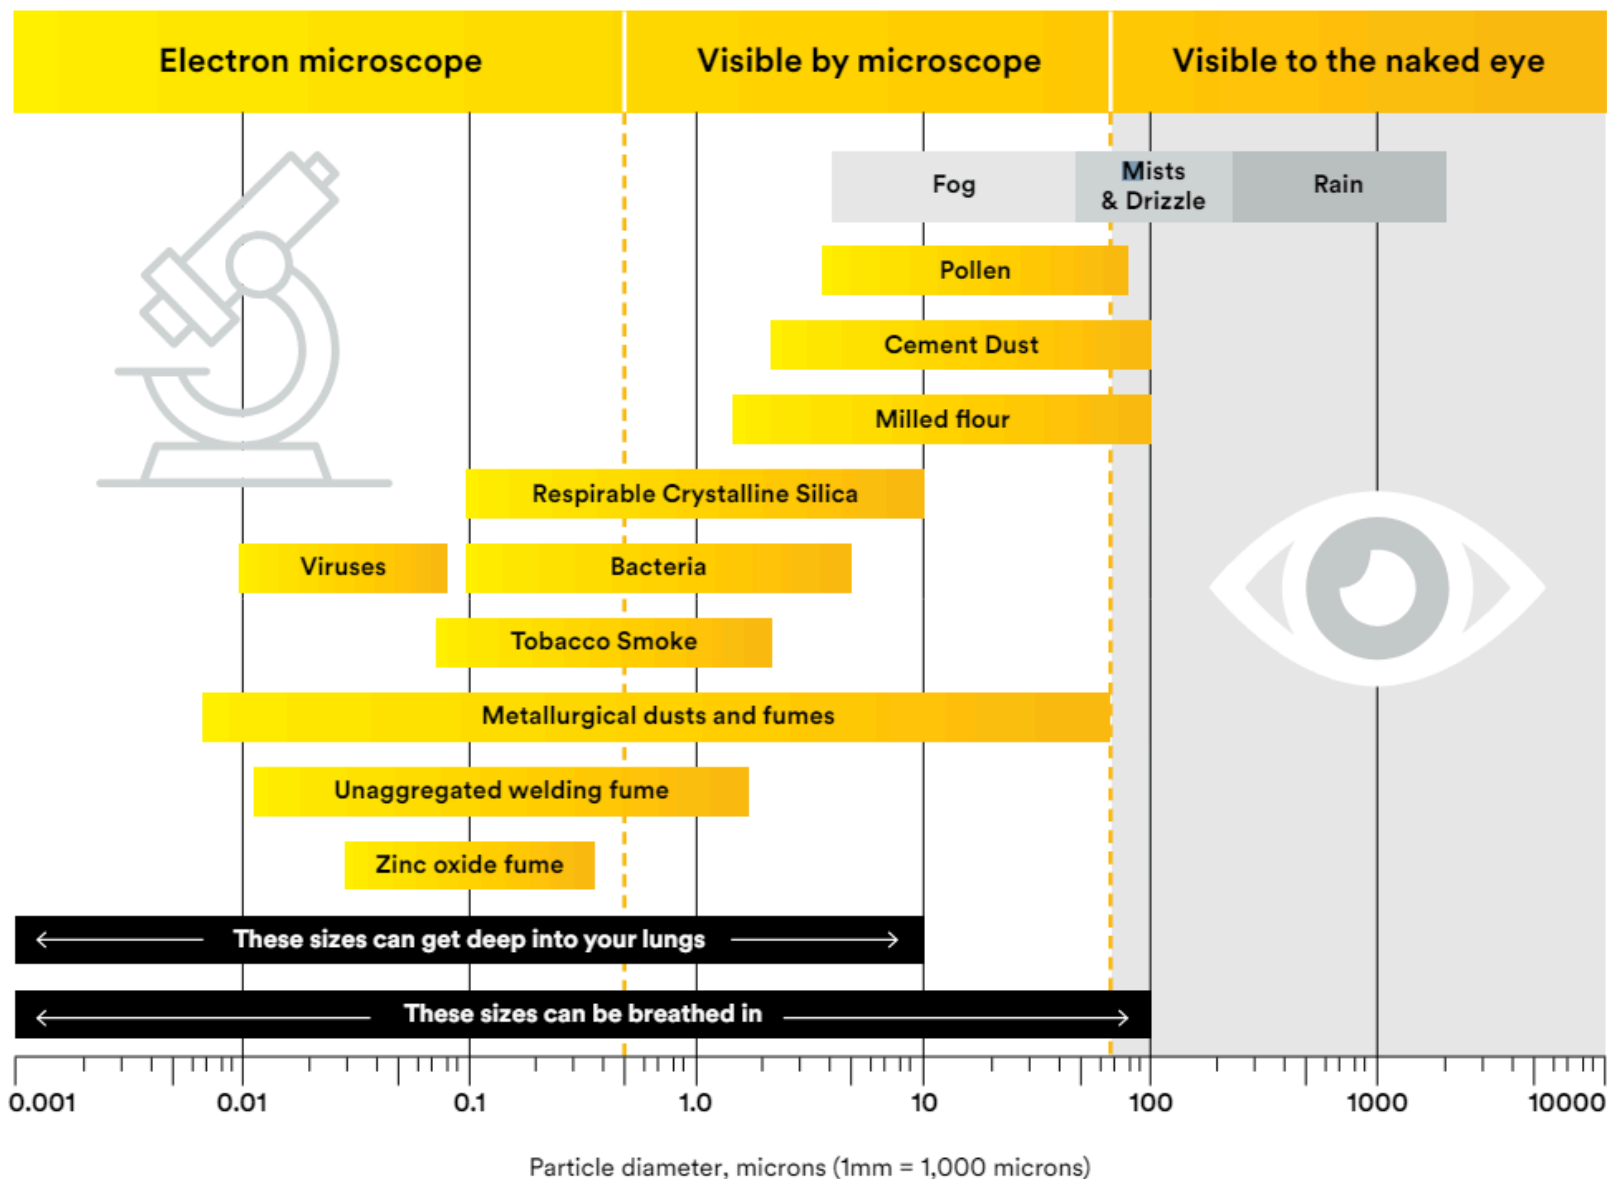 Electron microscope
Visible by microscope
Visible to the naked eye
Fog
Mists
& Drizzle
Rain
Pollen
Cement Dust
Milled flour
Respirable Crystalline Silica
Viruses
Bacteria
Tobacco Smoke
Metallurgical dusts and fumes
Unaggregated welding fume
Zinc oxide fume
These sizes can get deep into your lungs
These sizes can be breathed in
0.001
0.01
0.1
1.0
10
100
1000
10000
Particle diameter, microns (1mm = 1,000 microns)